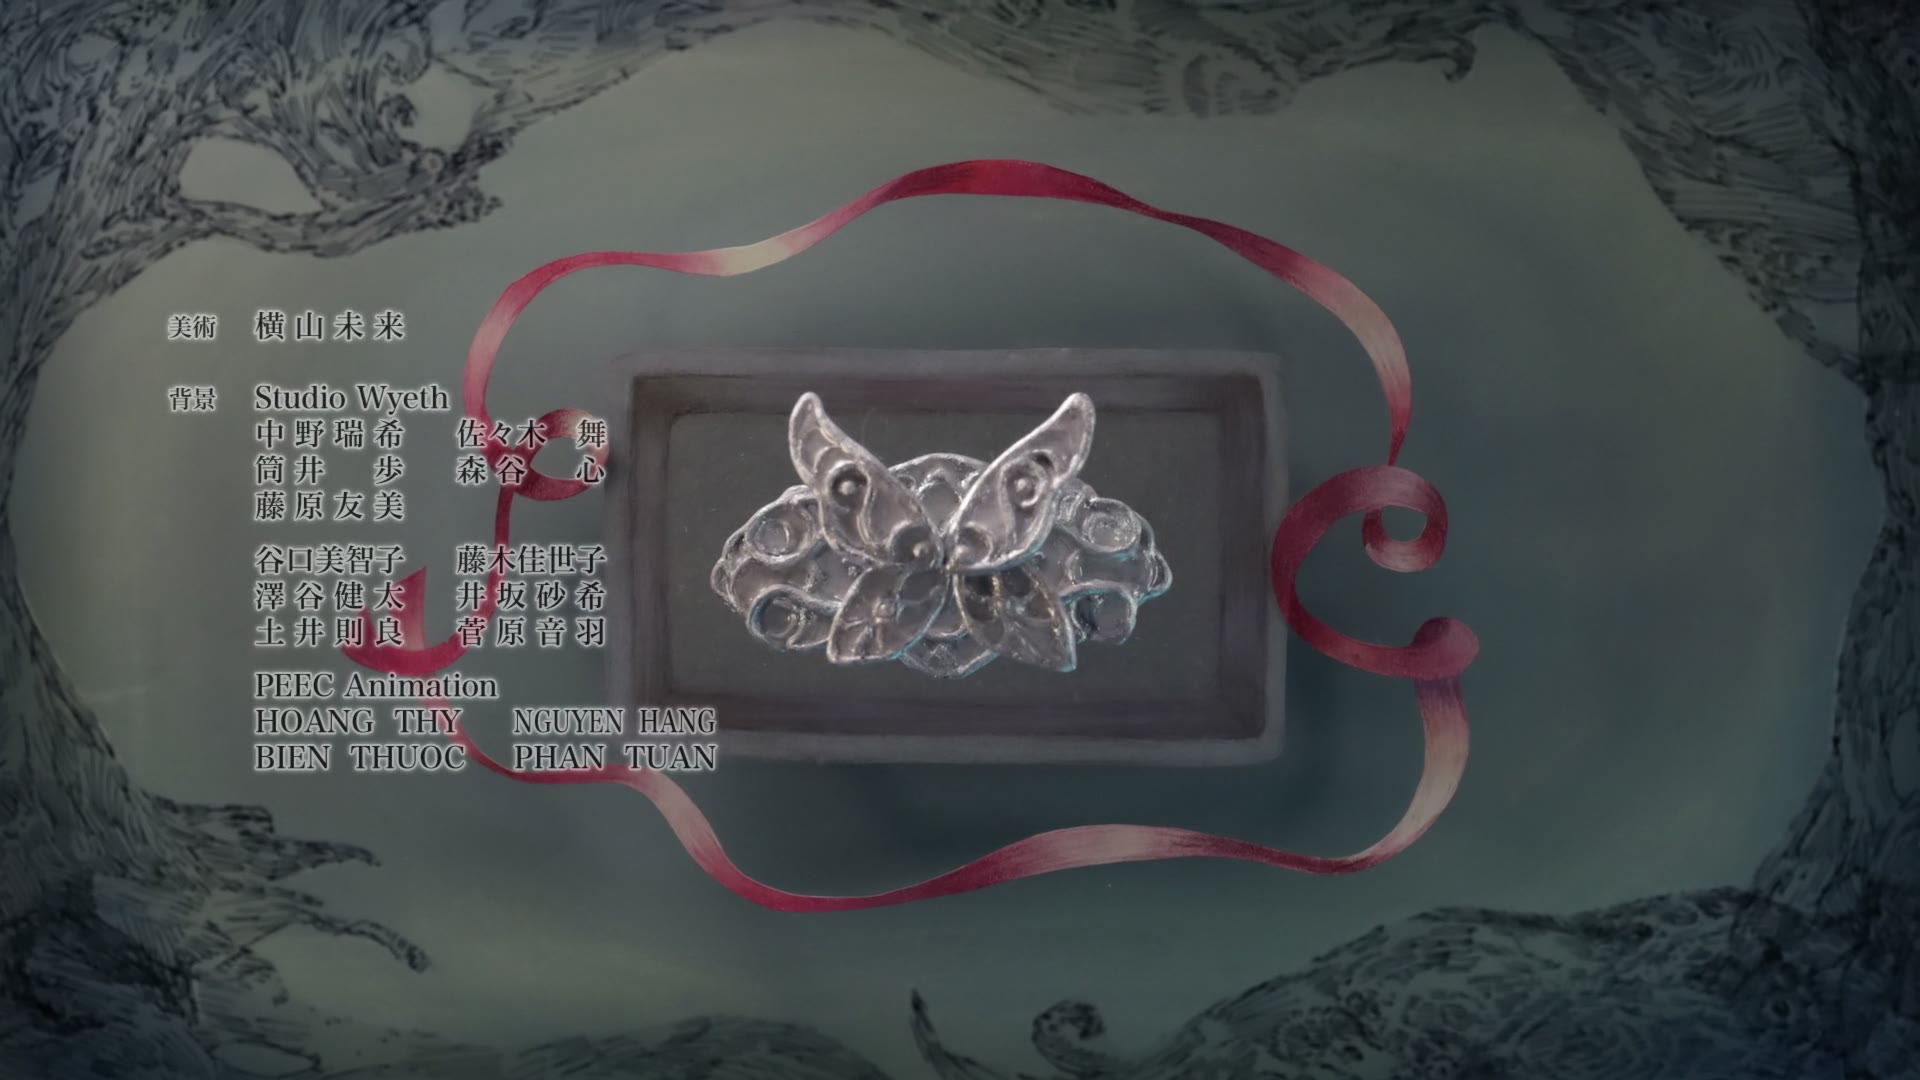 美術 横山未来
背景 Studio Wyeth
中野瑞希 佐々木 舞
筒井 歩 森谷 心
藤原友美
谷口美智子 藤木佳世子
澤谷健太 井坂砂希
土井則良 菅原音羽
PEEC Animation
HOANG THY NGUYEN HANG
BIEN THUOC PHAN TUAN